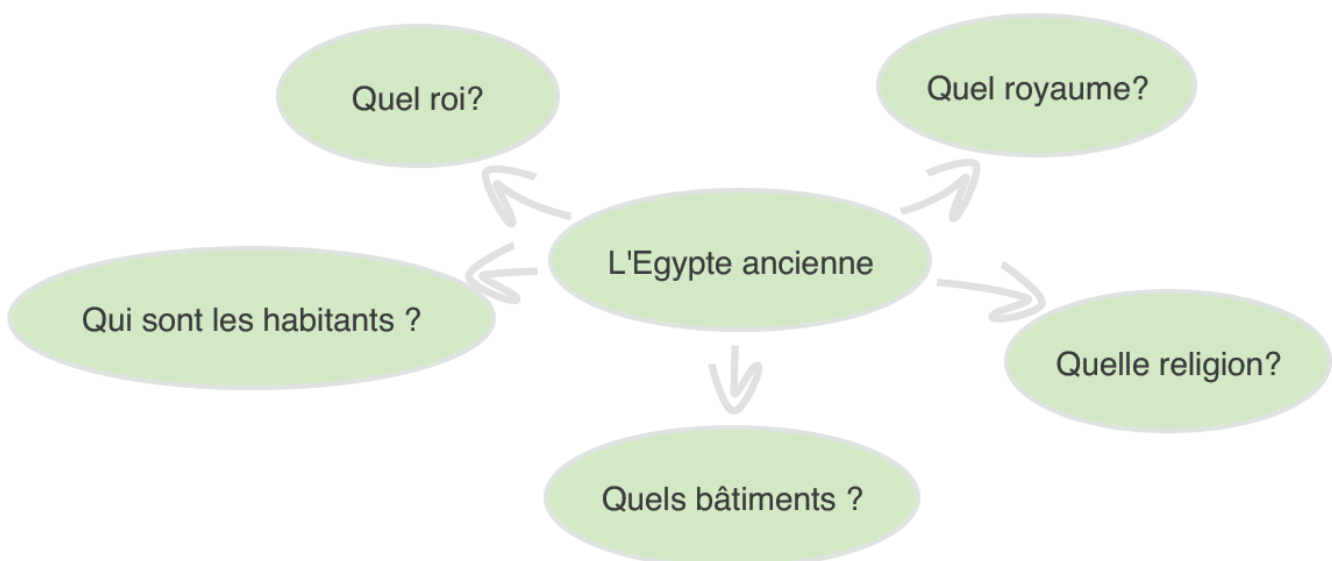 Quel roi?
Quel royaume?
L'Egypte ancienne
Qui sont les habitants ?
Quelle religion?
Quels bâtiments ?